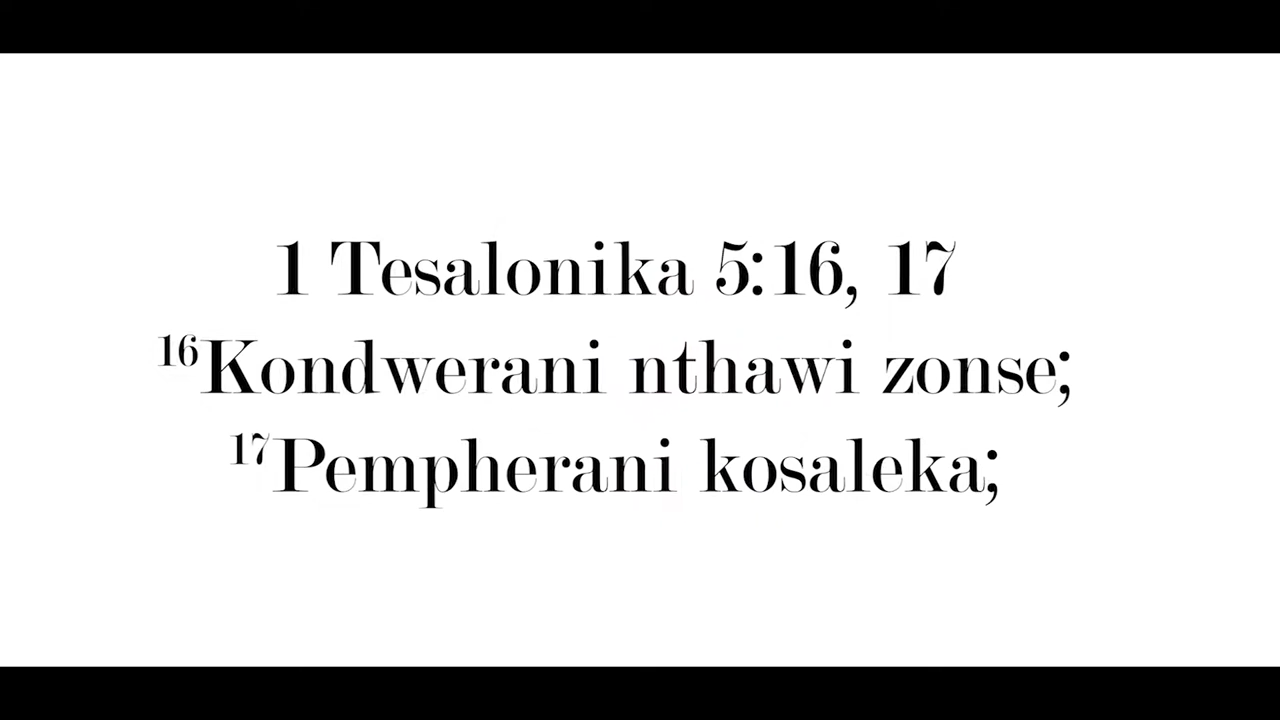 1 Tesalonika 5:16, 17
¹⁶Kondwerani nthawi zonse;
¹⁷Pempherani kosaleka;